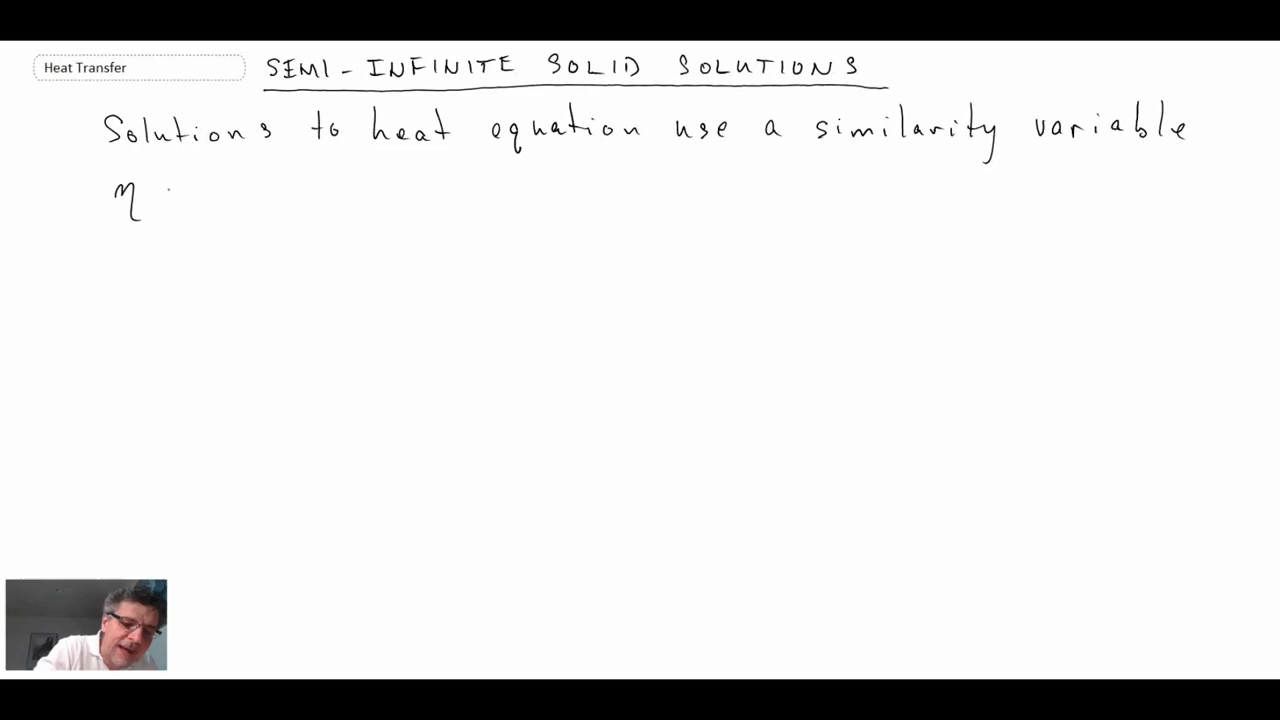 Heat Transfer
SEMI-INFINITE SOLID SOLUTIONS
Solutions to heat equation use a similarity variable
η